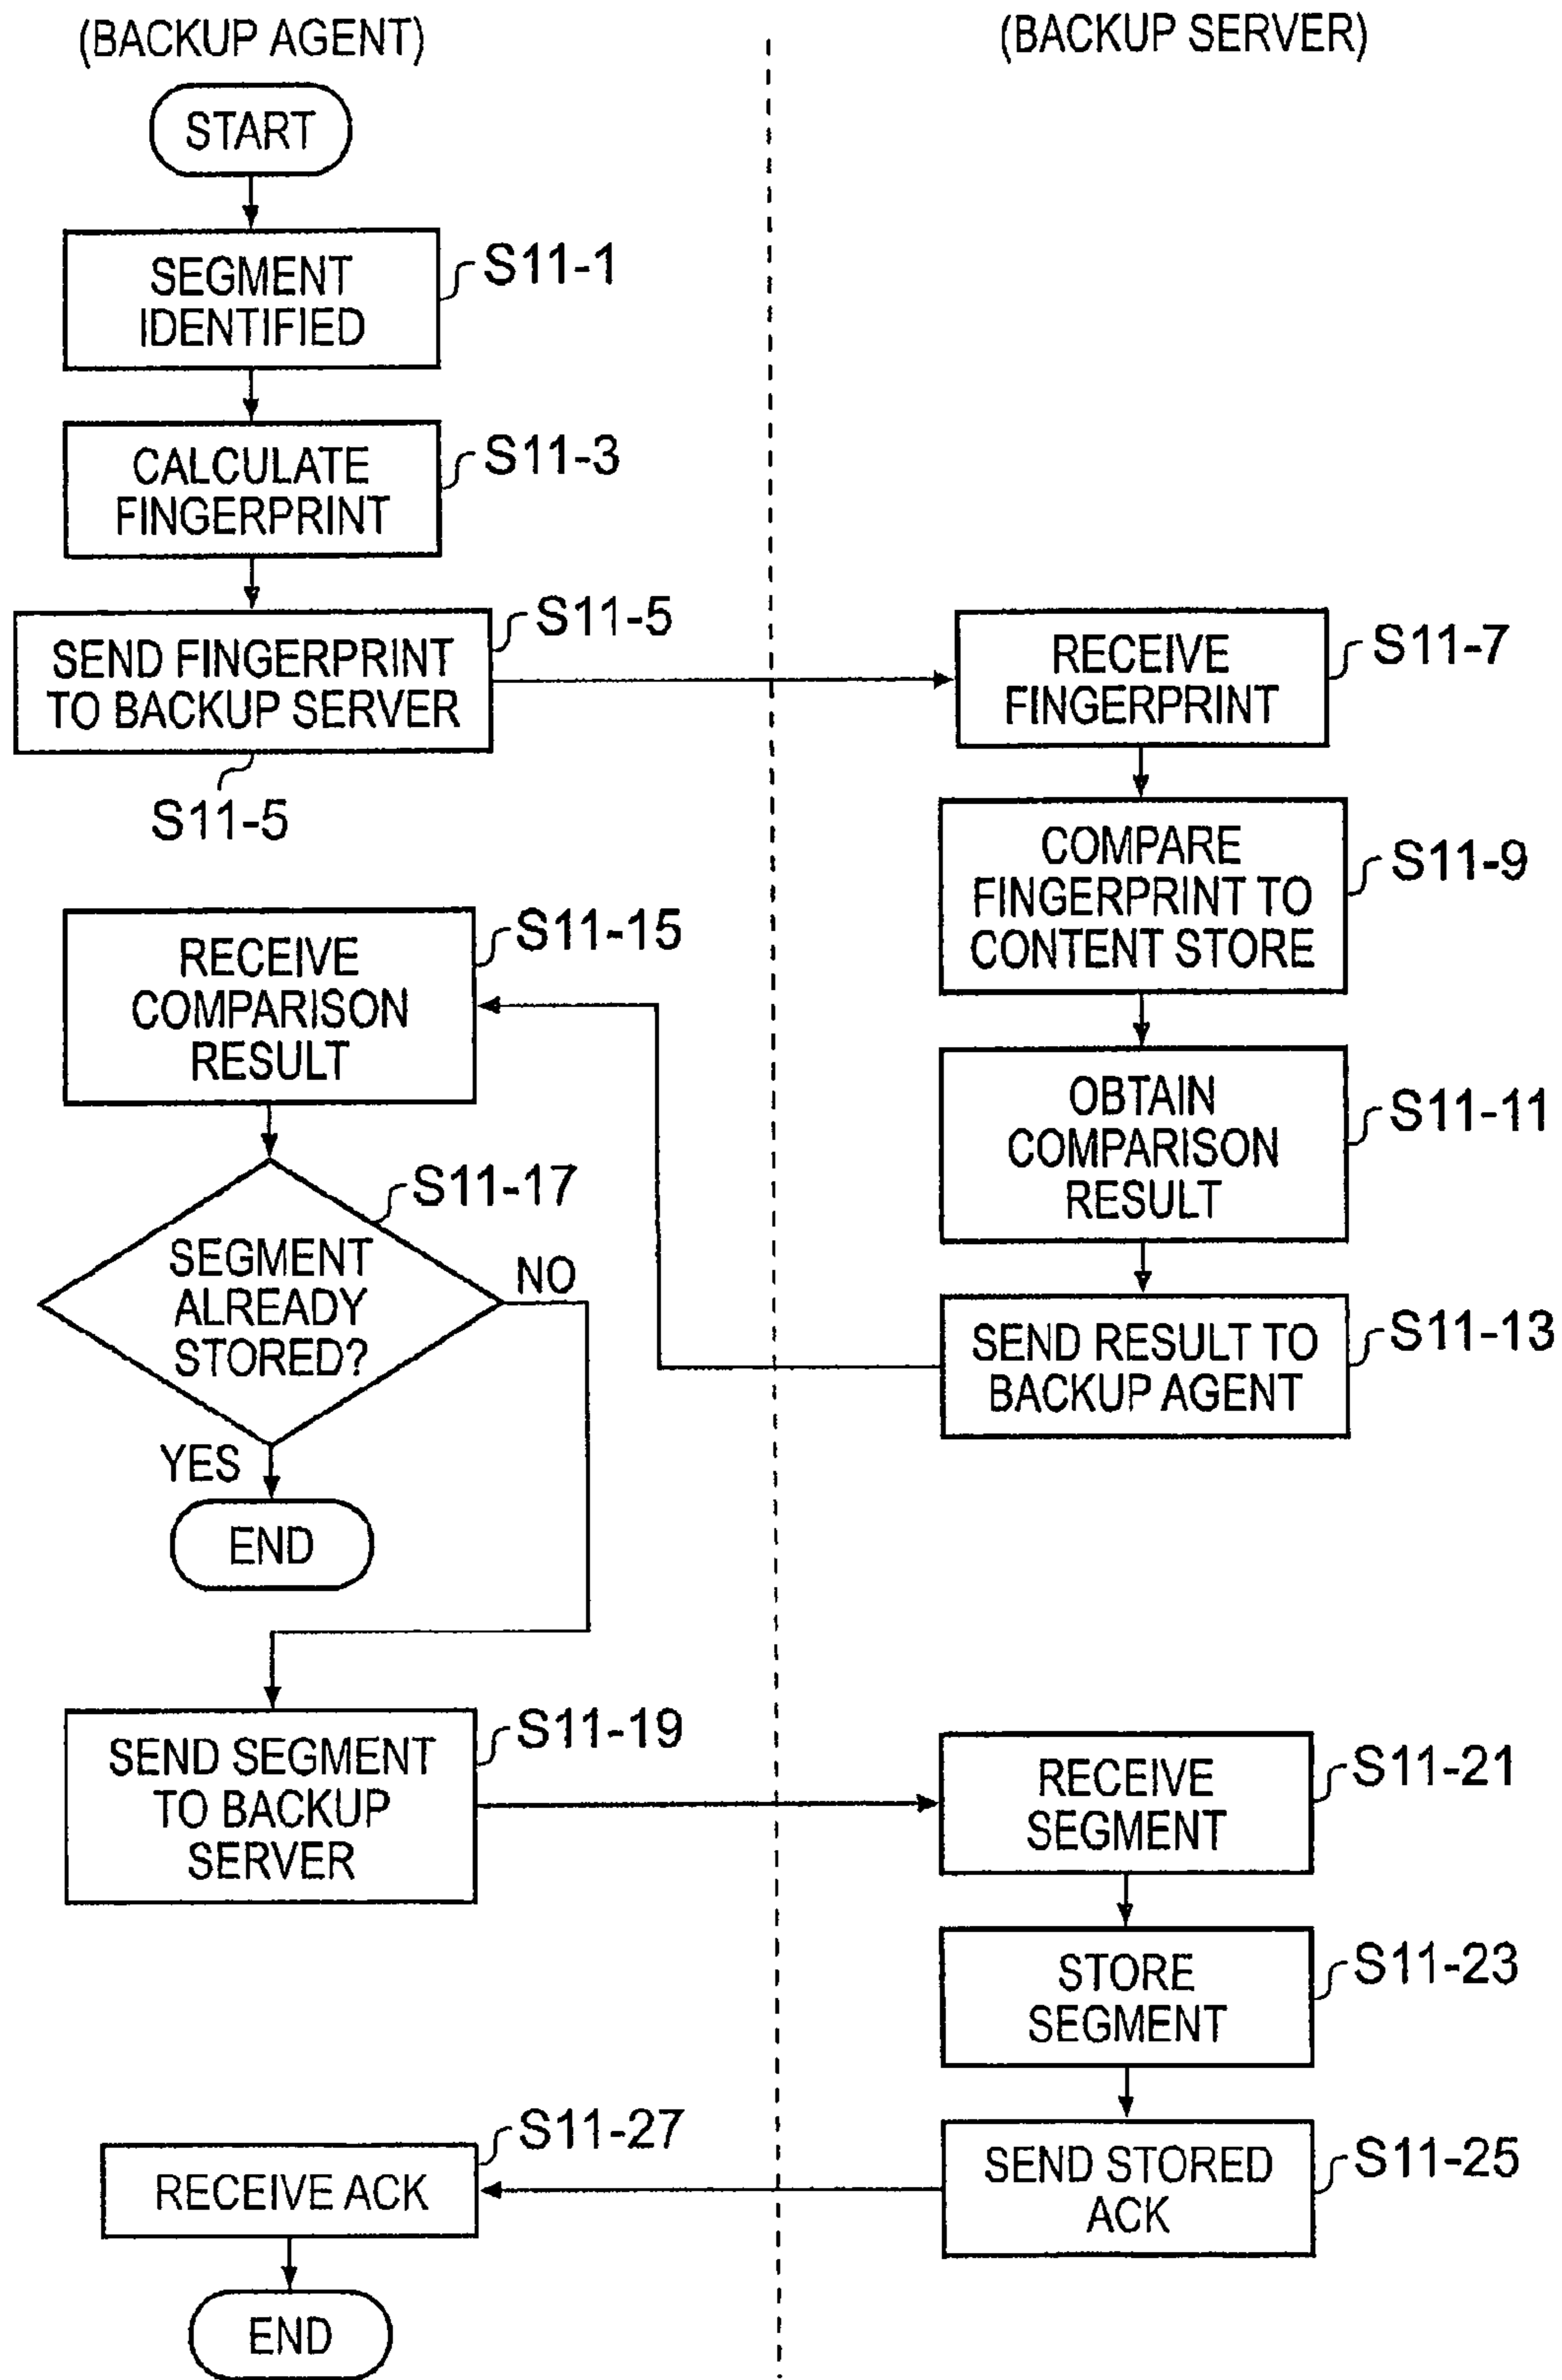 (BACKUP AGENT)
(BACKUP SERVER)
START
SEGMENT
IDENTIFIED
S11-1
CALCULATE
FINGERPRINT
S11-3
SEND FINGERPRINT
TO BACKUP SERVER
S11-5
S11-5
RECEIVE
FINGERPRINT
S11-7
COMPARE
FINGERPRINT TO
CONTENT STORE
S11-9
OBTAIN
COMPARISON
RESULT
S11-11
SEND RESULT TO
BACKUP AGENT
S11-13
RECEIVE
COMPARISON
RESULT
S11-15
SEGMENT
ALREADY
STORED?
S11-17
NO
YES
END
SEND SEGMENT
TO BACKUP
SERVER
S11-19
RECEIVE
SEGMENT
S11-21
STORE
SEGMENT
S11-23
SEND STORED
ACK
S11-25
RECEIVE ACK
S11-27
END